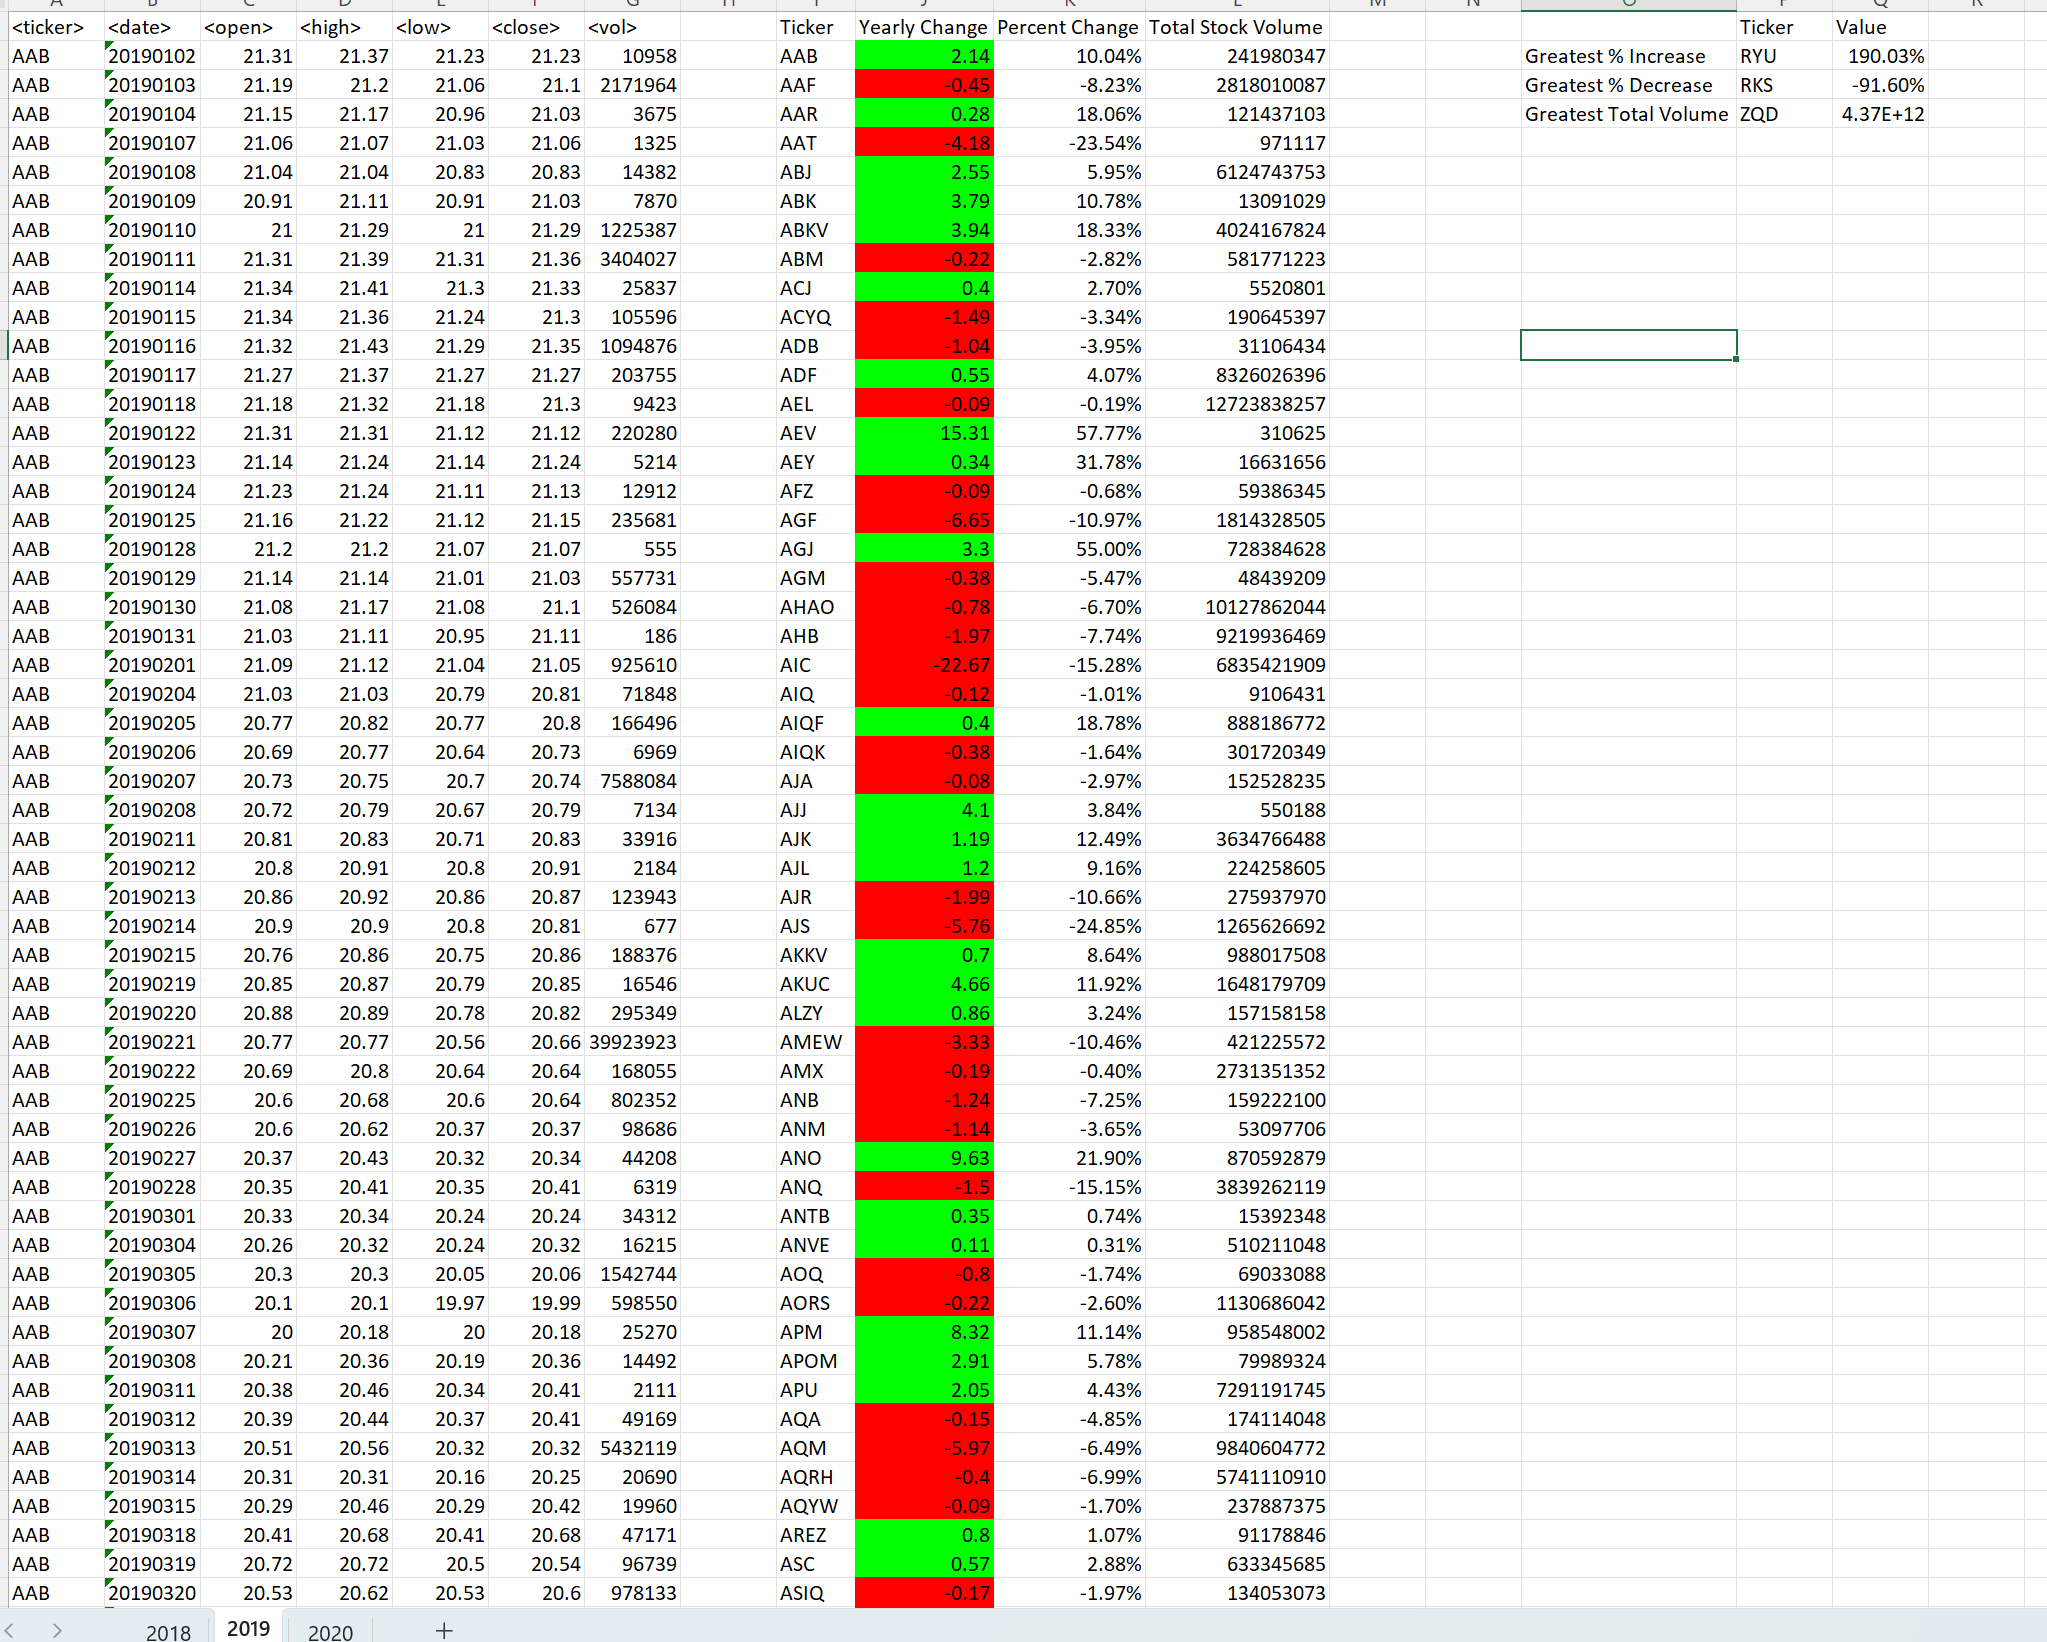 <ticker> <date> <open> <high> <low> <close> <vol> Ticker Yearly Change Percent Change Total Stock Volume Ticker Value
AAB 20190102 21.31 21.37 21.23 21.23 10958 AAB 2.14 10.04% 241980347 Greatest % Increase RYU 190.03%
AAB 20190103 21.19 21.2 21.06 21.1 2171964 AAF -0.45 -8.23% 2818010087 Greatest % Decrease RKS -91.60%
AAB 20190104 21.15 21.17 20.96 21.03 3675 AAR 0.28 18.06% 121437103 Greatest Total Volume ZQD 4.37E+12
AAB 20190107 21.06 21.07 21.03 21.06 1325 AAT -4.18 -23.54% 971117
AAB 20190108 21.04 21.04 20.83 20.83 14382 ABJ 2.55 5.95% 6124743753
AAB 20190109 20.91 21.11 20.91 21.03 7870 ABK 3.79 10.78% 13091029
AAB 20190110 21 21.29 21 21.29 1225387 ABKV 3.94 18.33% 4024167824
AAB 20190111 21.31 21.39 21.31 21.36 3404027 ABM -0.22 -2.82% 581771223
AAB 20190114 21.34 21.41 21.3 21.33 25837 ACJ 0.4 2.70% 5520801
AAB 20190115 21.34 21.36 21.24 21.3 105596 ACYQ -1.49 -3.34% 190645397
AAB 20190116 21.32 21.43 21.29 21.35 1094876 ADB -1.04 -3.95% 31106434
AAB 20190117 21.27 21.37 21.27 21.27 203755 ADF 0.55 4.07% 8326026396
AAB 20190118 21.18 21.32 21.18 21.3 9423 AEL -0.09 -0.19% 12723838257
AAB 20190122 21.31 21.31 21.12 21.12 220280 AEV 15.31 57.77% 310625
AAB 20190123 21.14 21.24 21.14 21.24 5214 AEY 0.34 31.78% 16631656
AAB 20190124 21.23 21.24 21.11 21.13 12912 AFZ -0.09 -0.68% 59386345
AAB 20190125 21.16 21.22 21.12 21.15 235681 AGF -6.65 -10.97% 1814328505
AAB 20190128 21.2 21.2 21.07 21.07 555 AGJ 3.3 55.00% 728384628
AAB 20190129 21.14 21.14 21.01 21.03 557731 AGM -0.38 -5.47% 48439209
AAB 20190130 21.08 21.17 21.08 21.1 526084 AHAO -0.78 -6.70% 10127862044
AAB 20190131 21.03 21.11 20.95 21.11 186 AHB -1.97 -7.74% 9219936469
AAB 20190201 21.09 21.12 21.04 21.05 925610 AIC -22.67 -15.28% 6835421909
AAB 20190204 21.03 21.03 20.79 20.81 71848 AIQ -0.12 -1.01% 9106431
AAB 20190205 20.77 20.82 20.77 20.8 166496 AIQF 0.4 18.78% 888186772
AAB 20190206 20.69 20.77 20.64 20.73 6969 AIQK -0.38 -1.64% 301720349
AAB 20190207 20.73 20.75 20.7 20.74 7588084 AJA -0.08 -2.97% 152528235
AAB 20190208 20.72 20.79 20.67 20.79 7134 AJJ 4.1 3.84% 550188
AAB 20190211 20.81 20.83 20.71 20.83 33916 AJK 1.19 12.49% 3634766488
AAB 20190212 20.8 20.91 20.8 20.91 2184 AJL 1.2 9.16% 224258605
AAB 20190213 20.86 20.92 20.86 20.87 123943 AJR -1.99 -10.66% 275937970
AAB 20190214 20.9 20.9 20.8 20.81 677 AJS -5.76 -24.85% 1265626692
AAB 20190215 20.76 20.86 20.75 20.86 188376 AKKV 0.7 8.64% 988017508
AAB 20190219 20.85 20.87 20.79 20.85 16546 AKUC 4.66 11.92% 1648179709
AAB 20190220 20.88 20.89 20.78 20.82 295349 ALZY 0.86 3.24% 157158158
AAB 20190221 20.77 20.77 20.56 20.66 39923923 AMEW -3.33 -10.46% 421225572
AAB 20190222 20.69 20.8 20.64 20.64 168055 AMX -0.19 -0.40% 2731351352
AAB 20190225 20.6 20.68 20.6 20.64 802352 ANB -1.24 -7.25% 159222100
AAB 20190226 20.6 20.62 20.37 20.37 98686 ANM -1.14 -3.65% 53097706
AAB 20190227 20.37 20.43 20.32 20.34 44208 ANO 9.63 21.90% 870592879
AAB 20190228 20.35 20.41 20.35 20.41 6319 ANQ -1.5 -15.15% 3839262119
AAB 20190301 20.33 20.34 20.24 20.24 34312 ANTB 0.35 0.74% 15392348
AAB 20190304 20.26 20.32 20.24 20.32 16215 ANVE 0.11 0.31% 510211048
AAB 20190305 20.3 20.3 20.05 20.06 1542744 AOQ -0.8 -1.74% 69033088
AAB 20190306 20.1 20.1 19.97 19.99 598550 AORS -0.22 -2.60% 1130686042
AAB 20190307 20 20.18 20 20.18 25270 APM 8.32 11.14% 958548002
AAB 20190308 20.21 20.36 20.19 20.36 14492 APOM 2.91 5.78% 79989324
AAB 20190311 20.38 20.46 20.34 20.41 2111 APU 2.05 4.43% 7291191745
AAB 20190312 20.39 20.44 20.37 20.41 49169 AQA -0.15 -4.85% 174114048
AAB 20190313 20.51 20.56 20.32 20.32 5432119 AQM -5.97 -6.49% 9840604772
AAB 20190314 20.31 20.31 20.16 20.25 20690 AQRH -0.4 -6.99% 5741110910
AAB 20190315 20.29 20.46 20.29 20.42 19960 AQYW -0.09 -1.70% 237887375
AAB 20190318 20.41 20.68 20.41 20.68 47171 AREZ 0.8 1.07% 91178846
AAB 20190319 20.72 20.72 20.5 20.54 96739 ASC 0.57 2.88% 633345685
AAB 20190320 20.53 20.62 20.53 20.6 978133 ASIQ -0.17 -1.97% 134053073
2018 2019 2020